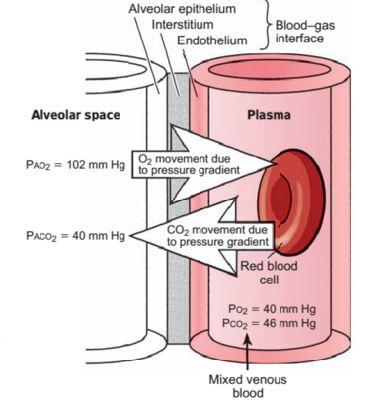 Alveolar epithelium
Interstitium
Endothelium
Blood–gas
interface
Alveolar space
Plasma
PAO2 = 102 mm Hg
O2 movement due
to pressure gradient
PACO2 = 40 mm Hg
CO2 movement due
to pressure gradient
Red blood
cell
PO2 = 40 mm Hg
PCO2 = 46 mm Hg
Mixed venous
blood